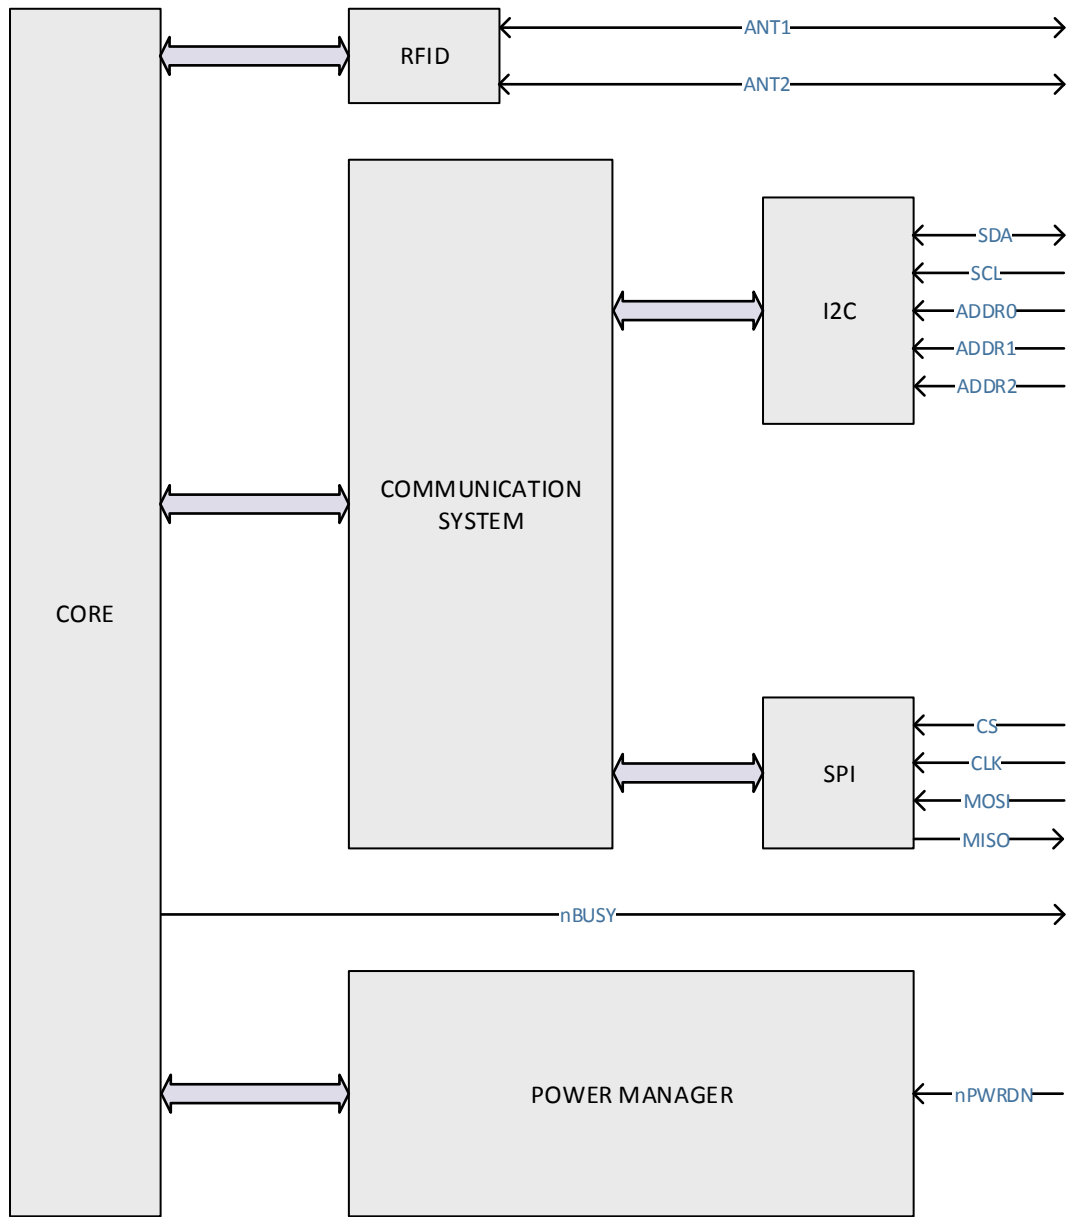 RFID
ANT1
ANT2
I2C
SDA
SCL
ADDR0
ADDR1
ADDR2
COMMUNICATION
SYSTEM
CORE
SPI
CS
CLK
MOSI
MISO
nBUSY
POWER MANAGER
nPWRDN